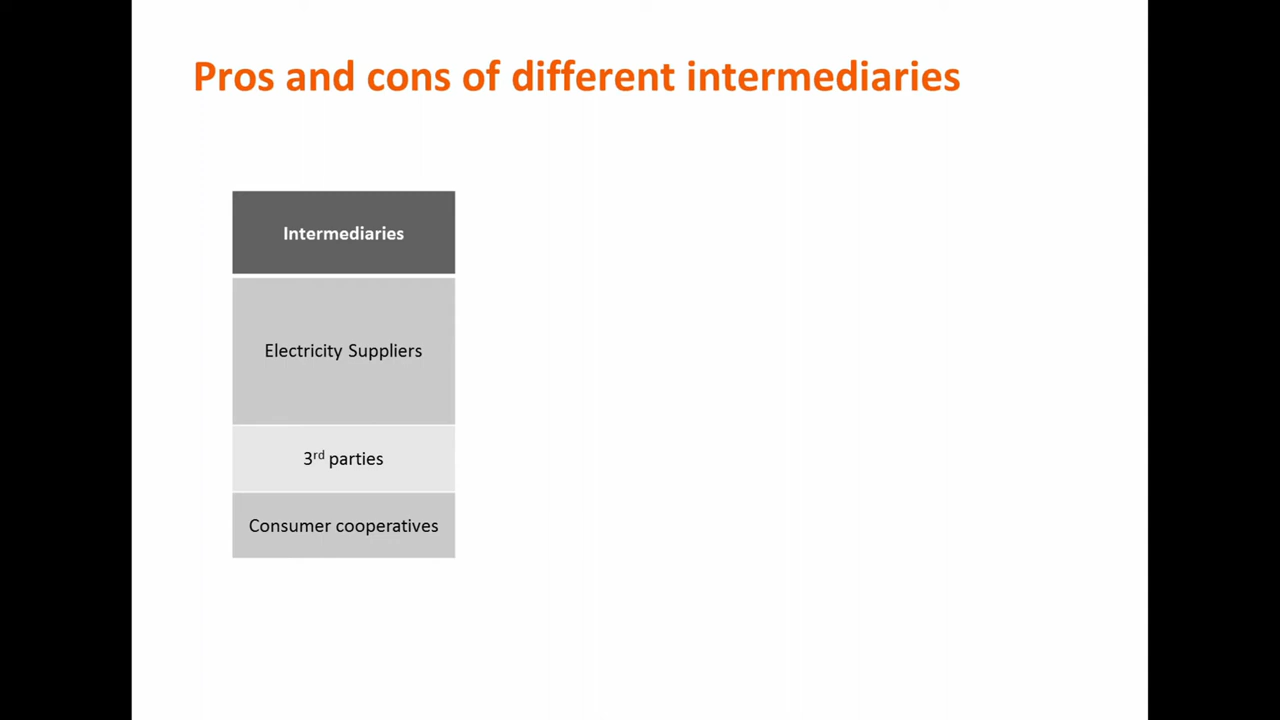 Pros and cons of different intermediaries
Intermediaries
Electricity Suppliers
3rd parties
Consumer cooperatives